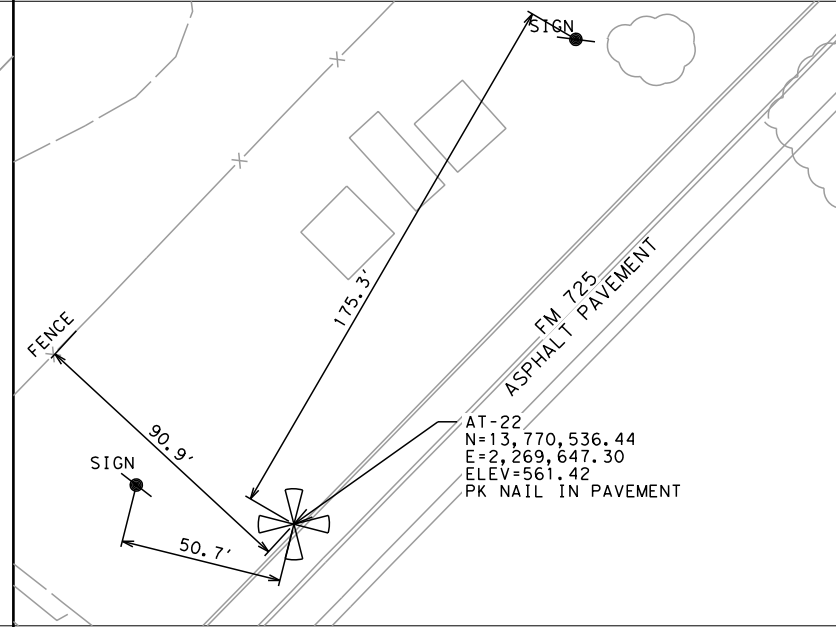 SIGN
175.3'
FM 725
ASPHALT PAVEMENT
FENCE
90.9'
SIGN
50.7'
AT-22
N=13,770,536.44
E=2,269,647.30
ELEV=561.42
PK NAIL IN PAVEMENT